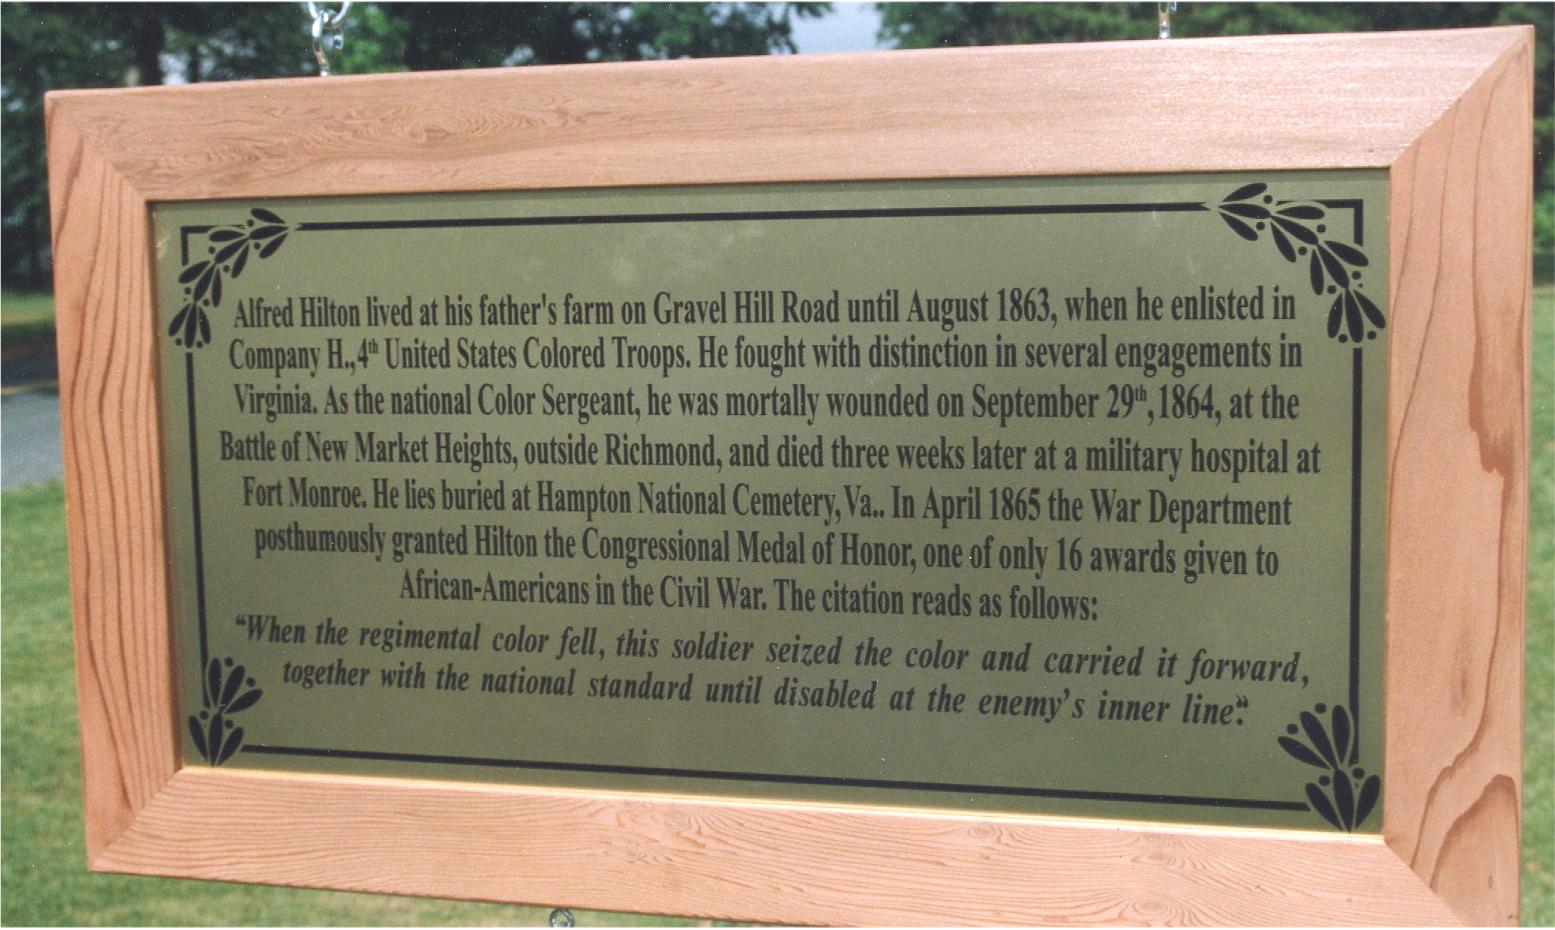 Alfred Hilton lived at his father's farm on Gravel Hill Road until August 1863, when he enlisted in
Company H.,4th United States Colored Troops. He fought with distinction in several engagements in
Virginia. As the national Color Sergeant, he was mortally wounded on September 29th,1864, at the
Battle of New Market Heights, outside Richmond, and died three weeks later at a military hospital at
Fort Monroe. He lies buried at Hampton National Cemetery, Va.. In April 1865 the War Department
posthumously granted Hilton the Congressional Medal of Honor, one of only 16 awards given to
African-Americans in the Civil War. The citation reads as follows:
“When the regimental color fell, this soldier seized the color and carried it forward,
together with the national standard until disabled at the enemy’s inner line”.